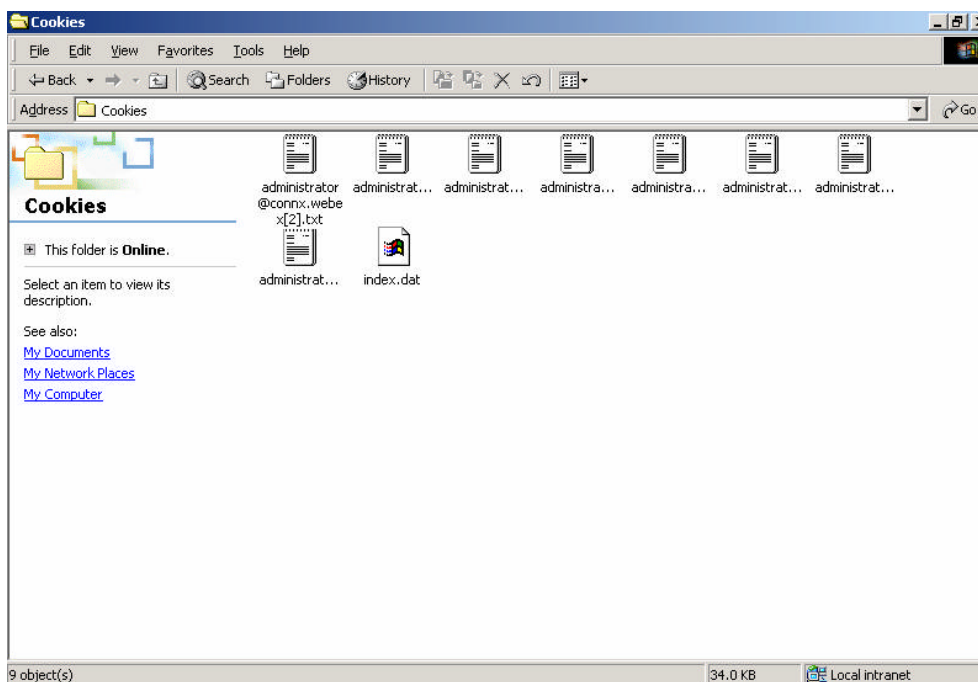 Cookies
File Edit View Favorites Tools Help
Back Search Folders History
Address Cookies Go
Cookies
This folder is Online.
Select an item to view its
description.
See also:
My Documents
My Network Places
My Computer
administrator
@connx.webe
x[2].txt
administrat...
administrat...
administra...
administra...
administrat...
administrat...
administrat...
index.dat
9 object(s) 34.0 KB Local intranet